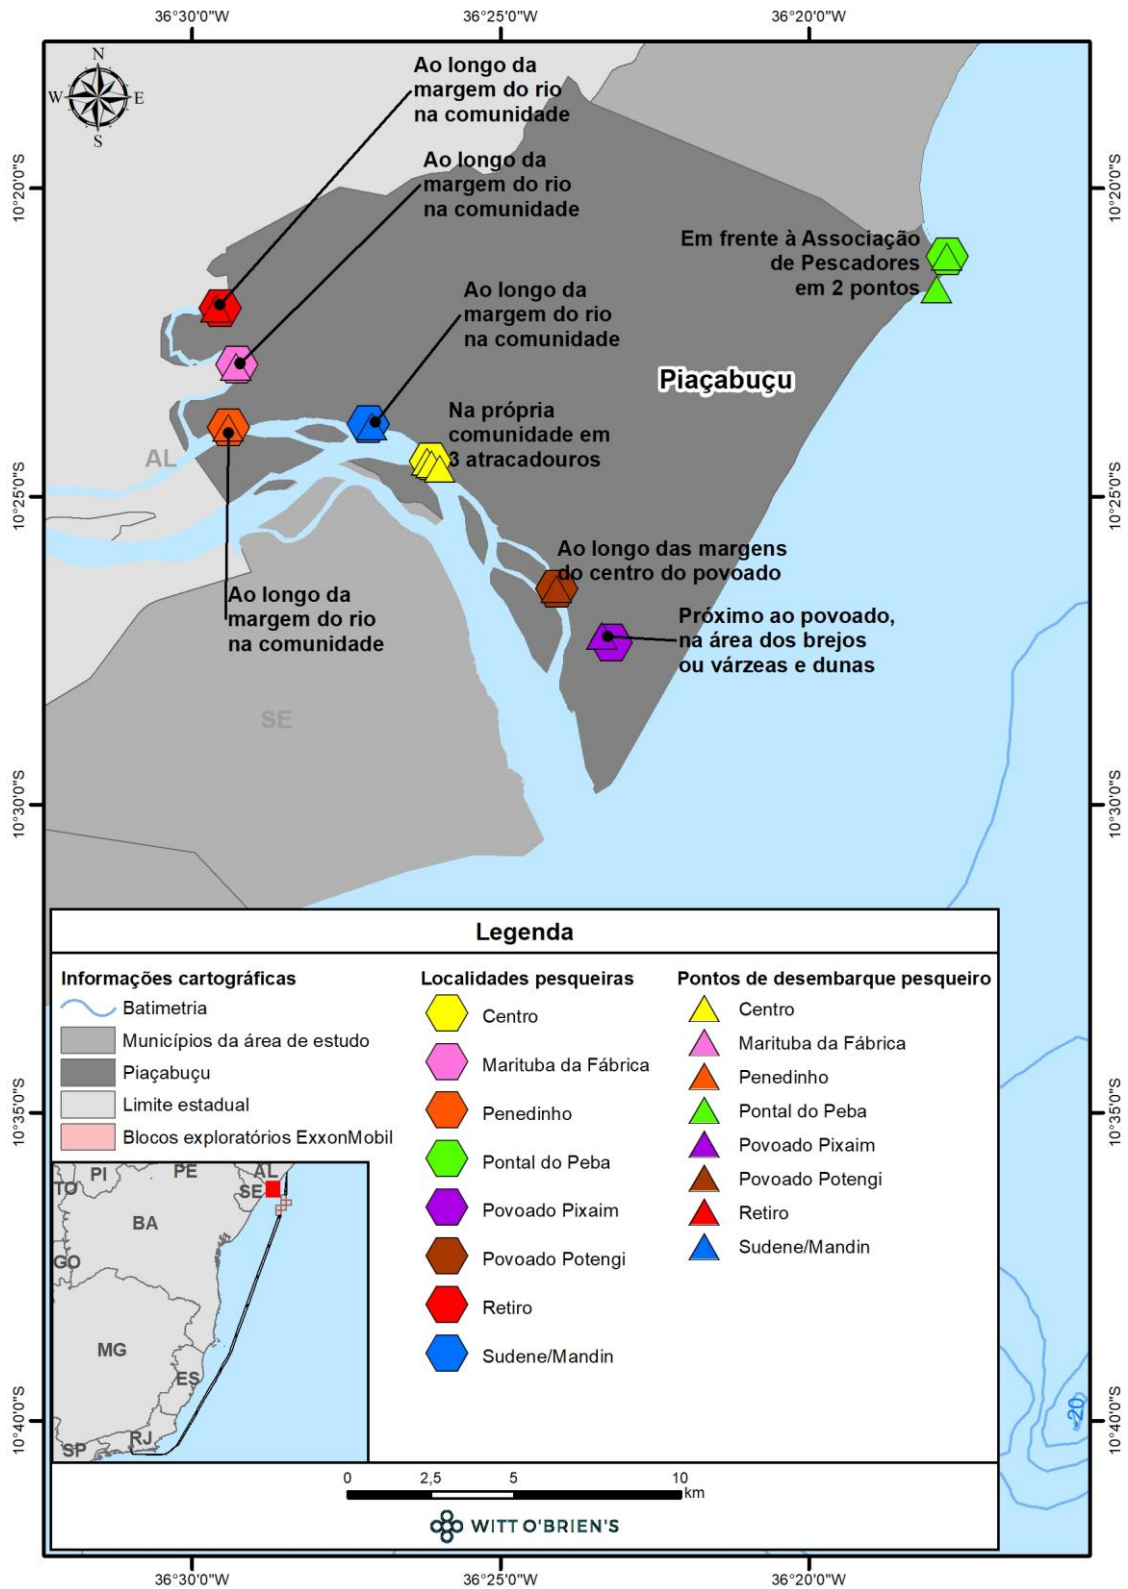 36°30'0"W
36°25'0"W
36°20'0"W
N
W
E
S
Ao longo da
margem do rio
na comunidade
Ao longo da
margem do rio
na comunidade
10°20'0"S
10°20'0"S
Em frente à Associação
de Pescadores
em 2 pontos
Ao longo da
margem do rio
na comunidade
Piaçabuçu
Na própria
comunidade em
3 atracadouros
AL
10°25'0"S
10°25'0"S
Ao longo das margens
do centro do povoado
Ao longo da
margem do rio
na comunidade
Próximo ao povoado,
na área dos brejos
ou várzeas e dunas
SE
10°30'0"S
10°30'0"S
Legenda
Informações cartográficas
Batimetria
Municípios da área de estudo
Piaçabuçu
Limite estadual
Blocos exploratórios ExxonMobil
Localidades pesqueiras
Centro
Marituba da Fábrica
Penedinho
Pontal do Peba
Povoado Pixaim
Povoado Potengi
Retiro
Sudene/Mandin
Pontos de desembarque pesqueiro
Centro
Marituba da Fábrica
Penedinho
Pontal do Peba
Povoado Pixaim
Povoado Potengi
Retiro
Sudene/Mandin
10°35'0"S
10°35'0"S
PI
PE
AL
TO
SE
BA
GO
MG
ES
RJ
SP
10°40'0"S
10°40'0"S
-20
0 2,5 5 10
km
WITT O'BRIEN'S
36°30'0"W
36°25'0"W
36°20'0"W